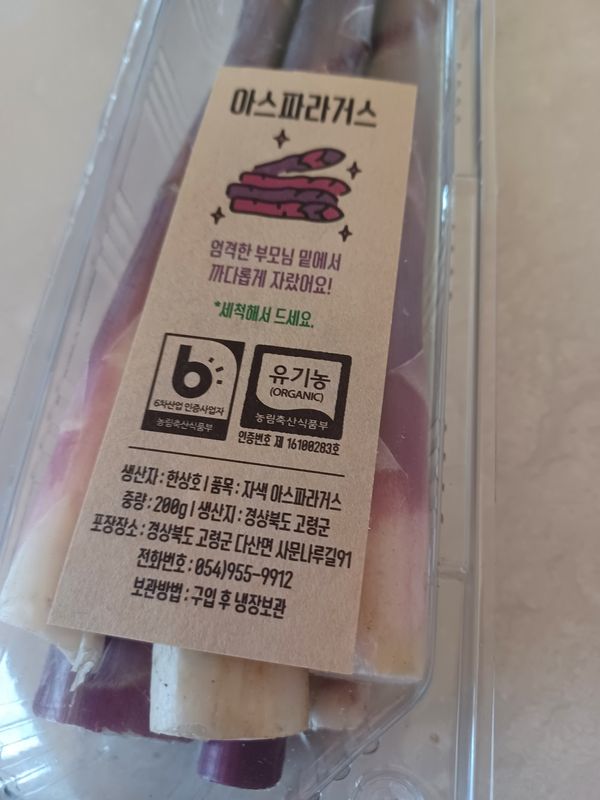 아스파라거스
엄격한 부모님 밑에서
까다롭게 자랐어요!
*세척해서 드세요.
6차산업 인증사업자
농림축산식품부
유기농
(ORGANIC)
농림축산식품부
인증번호 제 16100283호
생산자 : 한상호 | 품목 : 자색 아스파라거스
중량 : 200g | 생산지 : 경상북도 고령군
포장장소 : 경상북도 고령군 다산면 사문나루길91
전화번호 : 054)955-9912
보관방법 : 구입 후 냉장보관